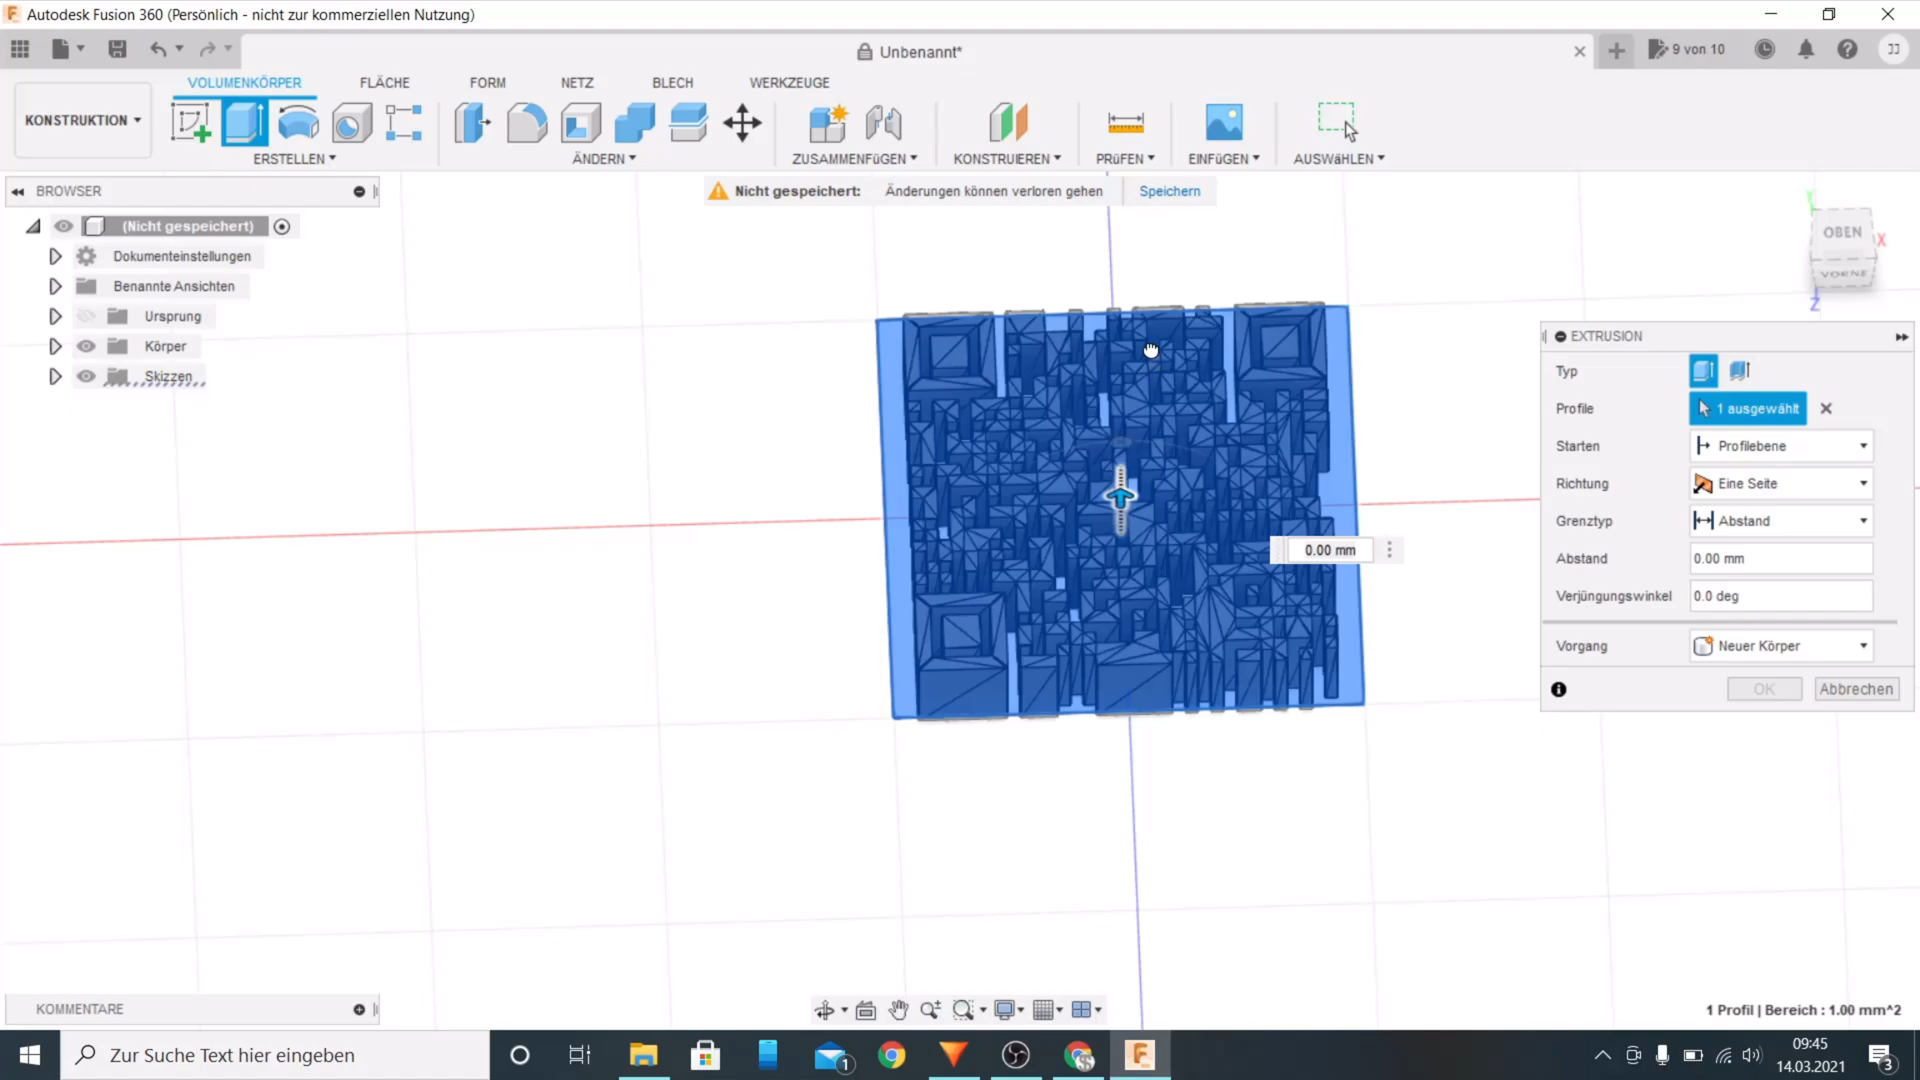 Autodesk Fusion 360 (Persönlich - nicht zur kommerziellen Nutzung)
Unbenannt*
9 von 10
JJ
VOLUMENKÖRPER
FLÄCHE
FORM
NETZ
BLECH
WERKZEUGE
KONSTRUKTION
ERSTELLEN
ÄNDERN
ZUSAMMENFÜGEN
KONSTRUIEREN
PRÜFEN
EINFÜGEN
AUSWÄHLEN
BROWSER
Nicht gespeichert: Änderungen können verloren gehen Speichern
(Nicht gespeichert)
Dokumenteinstellungen
Benannte Ansichten
Ursprung
Körper
Skizzen
Y
OBEN
X
VORNE
Z
EXTRUSION
Typ
Profile 1 ausgewählt
Starten Profilebene
Richtung Eine Seite
Grenztyp Abstand
Abstand 0.00 mm
Verjüngungswinkel 0.0 deg
Vorgang Neuer Körper
OK Abbrechen
0.00 mm
KOMMENTARE
1 Profil | Bereich : 1.00 mm^2
Zur Suche Text hier eingeben
1
09:45
14.03.2021
3